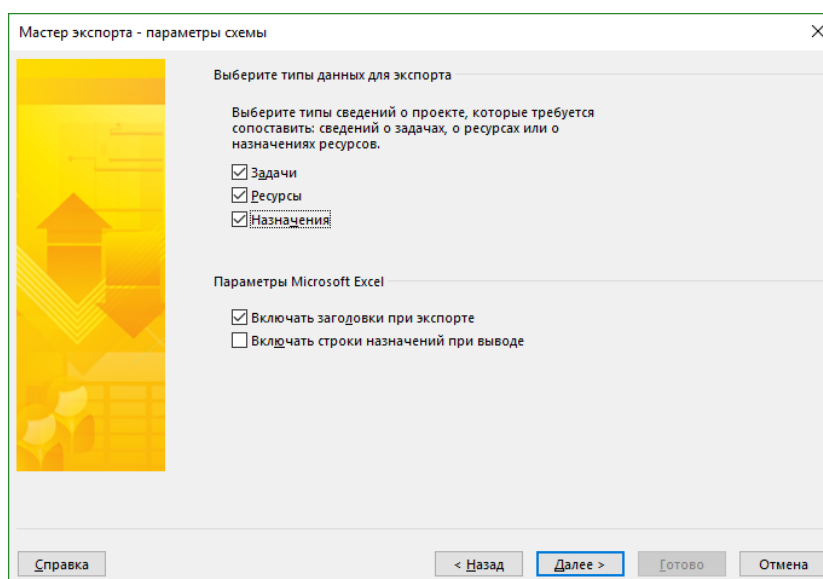 Мастер экспорта - параметры схемы
Выберите типы данных для экспорта
Выберите типы сведений о проекте, которые требуется
сопоставить: сведений о задачах, о ресурсах или о
назначениях ресурсов.
Задачи
Ресурсы
Назначения
Параметры Microsoft Excel
Включать заголовки при экспорте
Включать строки назначений при выводе
Справка
< Назад
Далее >
Готово
Отмена